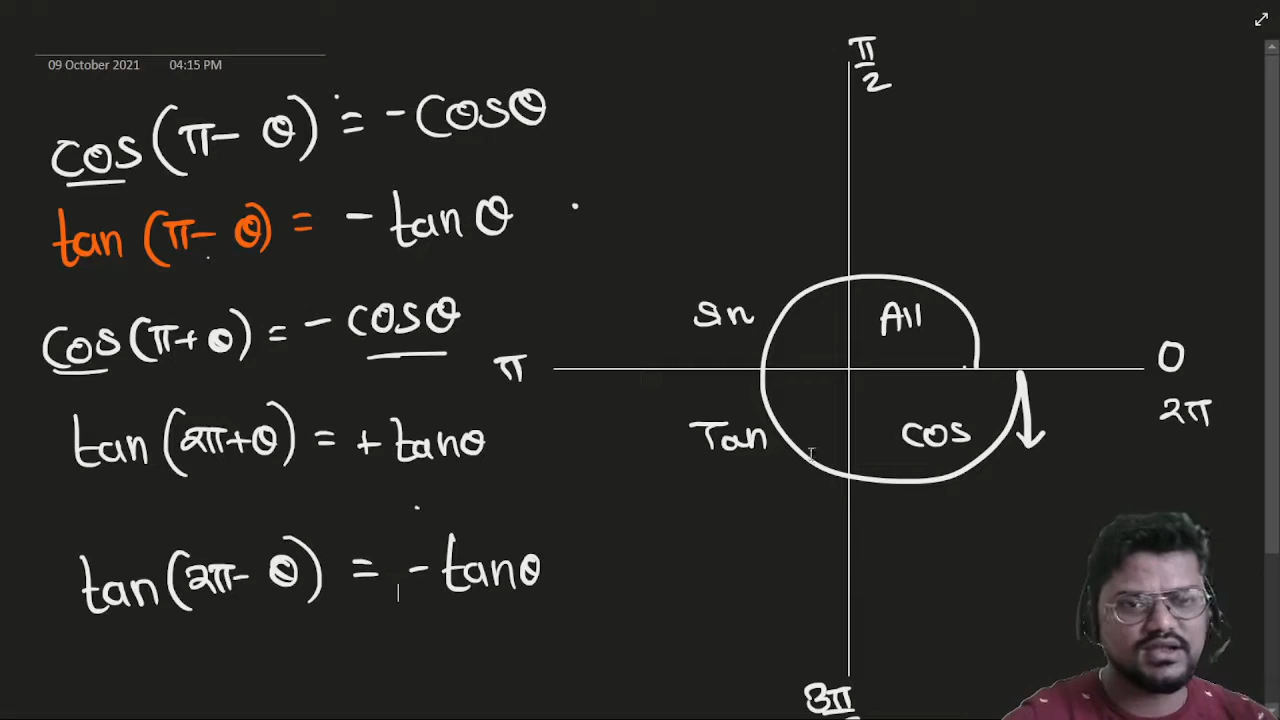 09 October 2021 04:15 PM
cos(π-θ) = -cosθ
tan(π-θ) = -tanθ
cos(π+θ) = -cosθ
tan(2π+θ) = +tanθ
tan(2π-θ) = -tanθ
π/2
Sin All
π 0
2π
Tan cos
3π